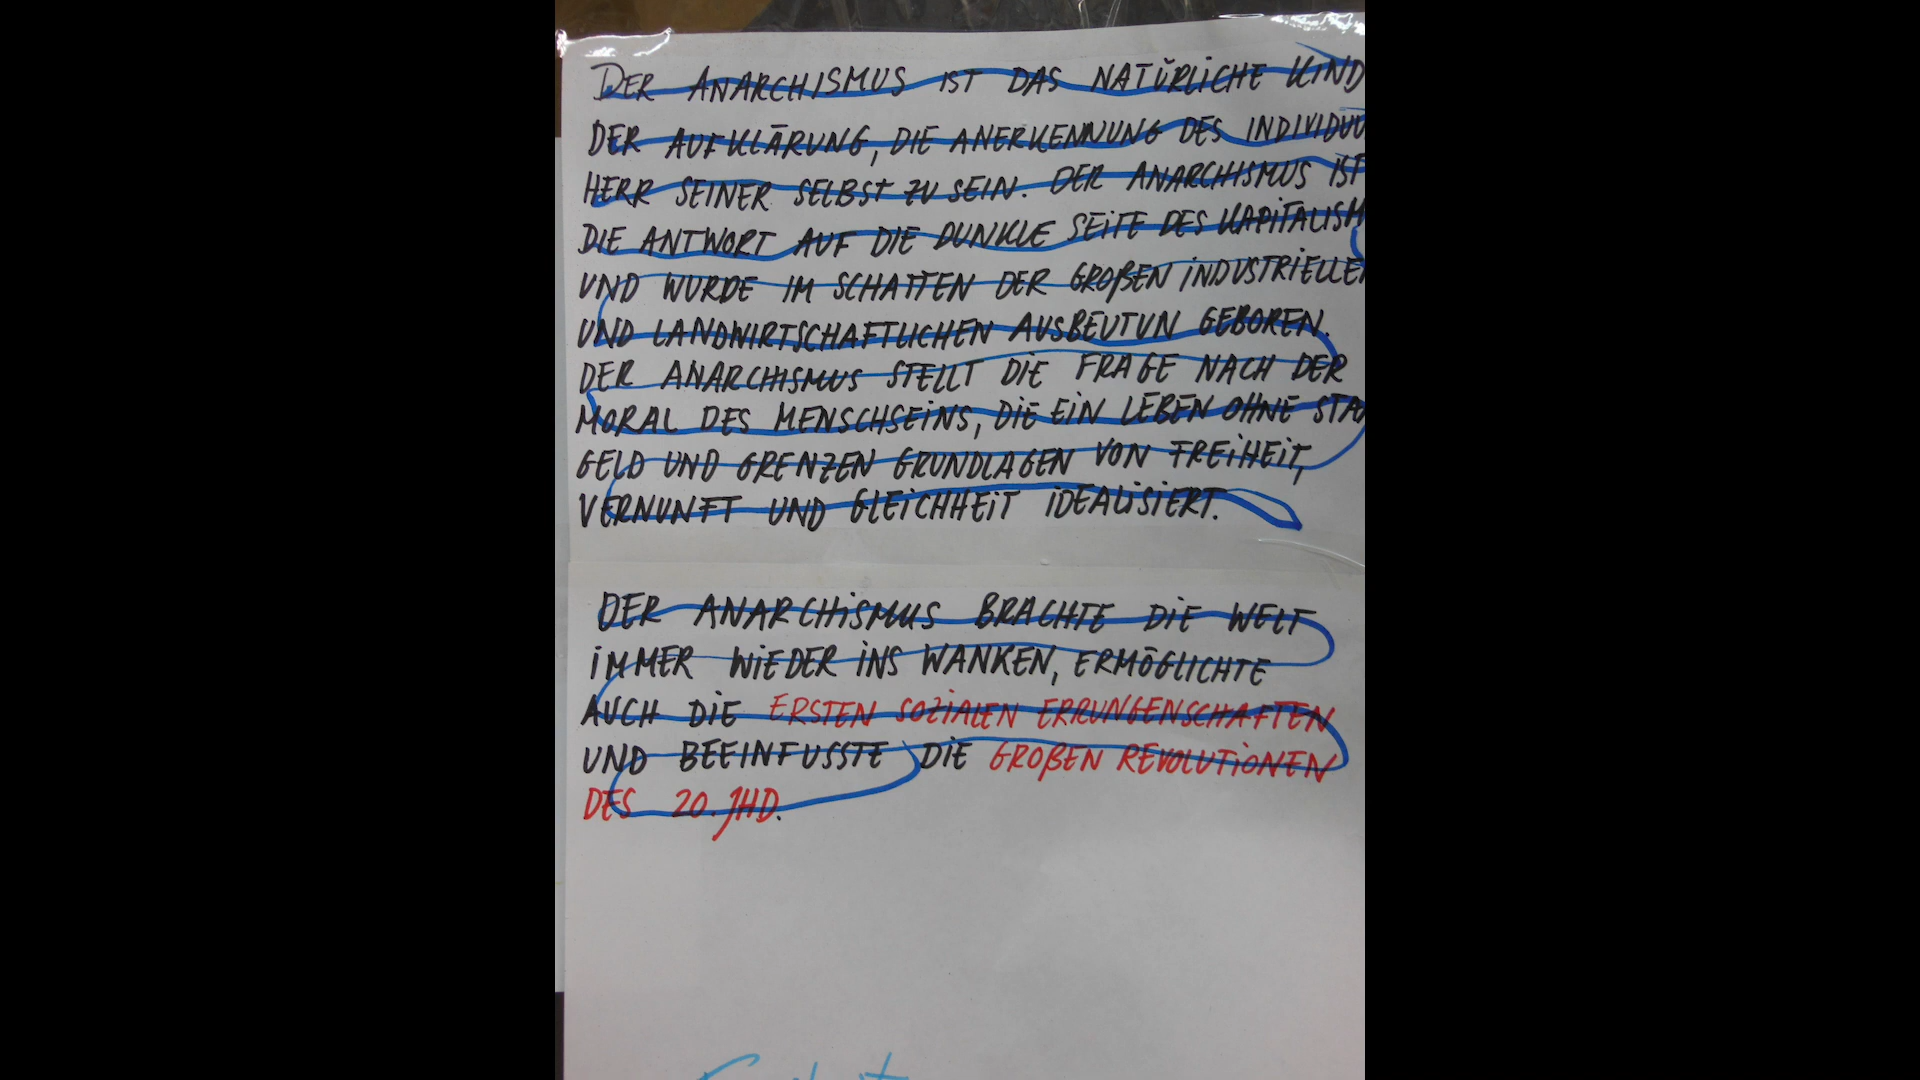 DER ANARCHISMUS IST DAS NATÜRLICHE KIND
DER AUFKLÄRUNG, DIE ANERKENNUNG DES INDIVIDUU
HERR SEINER SELBST ZU SEIN. DER ANARCHISMUS IST
DIE ANTWORT AUF DIE DUNKLE SEITE DES KAPITALISM
UND WURDE IM SCHATTEN DER GROßEN INDUSTRIELLEN
UND LANDWIRTSCHAFTLICHEN AUSBEUTUN GEBOREN.
DER ANARCHISMUS STELLT DIE FRAGE NACH DER
MORAL DES MENSCHSEINS, DIE EIN LEBEN OHNE STA
GELD UND GRENZEN GRUNDLAGEN VON FREIHEIT,
VERNUNFT UND GLEICHHEIT IDEALISIERT.
DER ANARCHISMUS BRACHTE DIE WELT
IMMER WIEDER INS WANKEN, ERMÖGLICHTE
AUCH DIE ERSTEN SOZIALEN ERRUNGENSCHAFTEN
UND BEEINFUSSTE DIE GROßEN REVOLUTIONEN
DES 20. JHD.